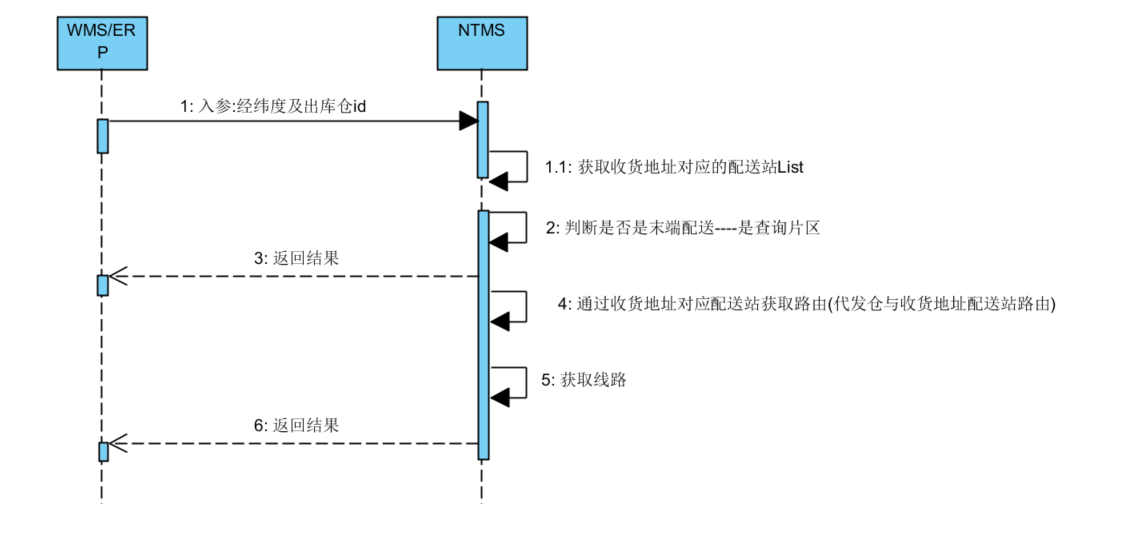 WMS/ER
P
NTMS
1: 入参:经纬度及出库仓id
1.1: 获取收货地址对应的配送站List
2: 判断是否是末端配送----是查询片区
3: 返回结果
4: 通过收货地址对应配送站获取路由(代发仓与收货地址配送站路由)
5: 获取线路
6: 返回结果